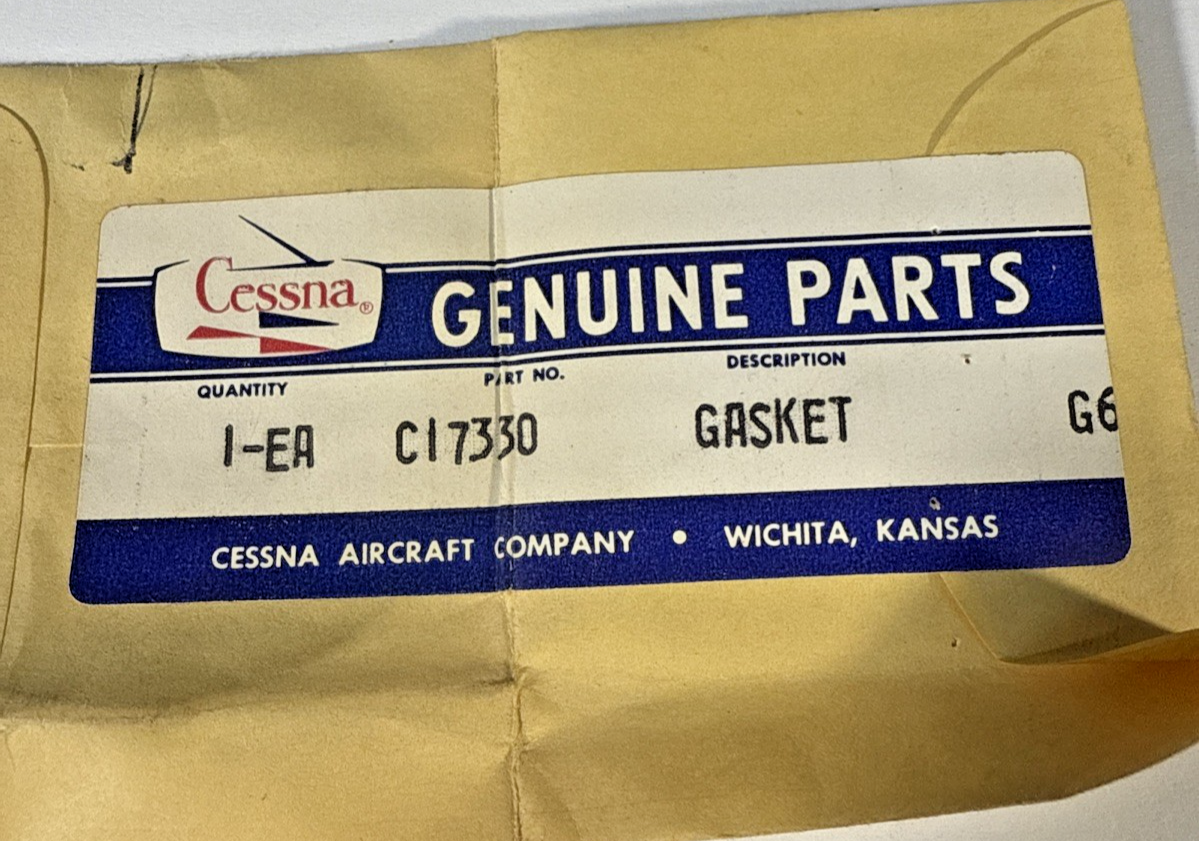 Cessna®
GENUINE PARTS
QUANTITY PART NO. DESCRIPTION
1-EA C17330 GASKET G6
CESSNA AIRCRAFT COMPANY • WICHITA, KANSAS